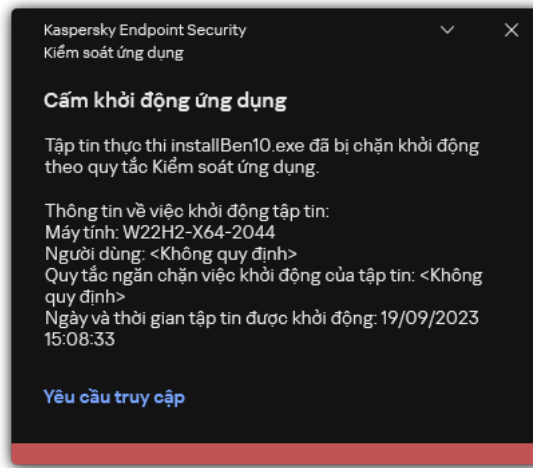 Kaspersky Endpoint Security
Kiểm soát ứng dụng
Cấm khởi động ứng dụng
Tập tin thực thi installBen10.exe đã bị chặn khởi động
theo quy tắc Kiểm soát ứng dụng.
Thông tin về việc khởi động tập tin:
Máy tính: W22H2-X64-2044
Người dùng: <Không quy định>
Quy tắc ngăn chặn việc khởi động của tập tin: <Không
quy định>
Ngày và thời gian tập tin được khởi động: 19/09/2023
15:08:33
Yêu cầu truy cập